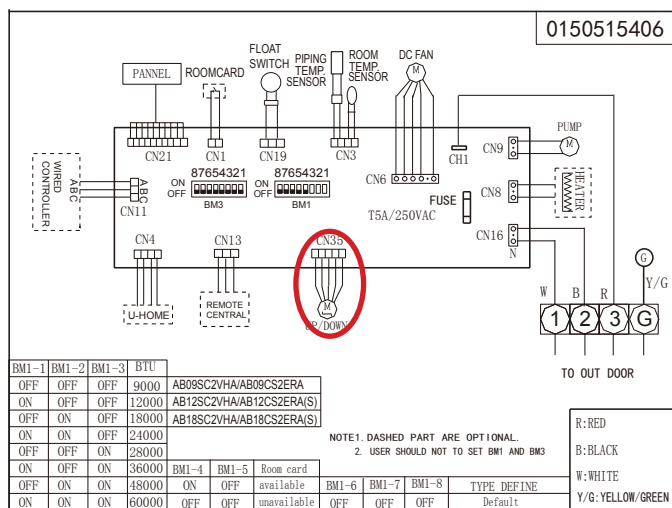 0150515406
FLOAT
SWITCH
PIPING
TEMP.
SENSOR
ROOM
TEMP.
SENSOR
DC FAN
M
PANNEL
ROOMCARD
PUMP
M
CN21
CN1
CN19
CN3
CH1
CN9
WIRED
CONTROLLER
A B C
A B C
CN11
87654321
ON
OFF
BM3
87654321
ON
OFF
BM1
CN6
FUSE
T5A/250VAC
CN8
HEATER
CN16
N
CN4
CN13
CN35
U-HOME
REMOTE
CENTRAL
M
UP/DOWN
G
Y/G
W B R
1 2 3 G
TO OUT DOOR
BM1-1 BM1-2 BM1-3 BTU
OFF OFF OFF 9000 AB09SC2VHA/AB09CS2ERA
ON OFF OFF 12000 AB12SC2VHA/AB12CS2ERA(S)
OFF ON OFF 18000 AB18SC2VHA/AB18CS2ERA(S)
ON ON OFF 24000
OFF OFF ON 28000
ON OFF ON 36000 BM1-4 BM1-5 Room card
OFF ON ON 48000 ON OFF available BM1-6 BM1-7 BM1-8 TYPE DEFINE
ON ON ON 60000 OFF OFF unavailable OFF OFF OFF Default
NOTE1. DASHED PART ARE OPTIONAL.
2. USER SHOULD NOT TO SET BM1 AND BM3
R:RED
B:BLACK
W:WHITE
Y/G:YELLOW/GREEN